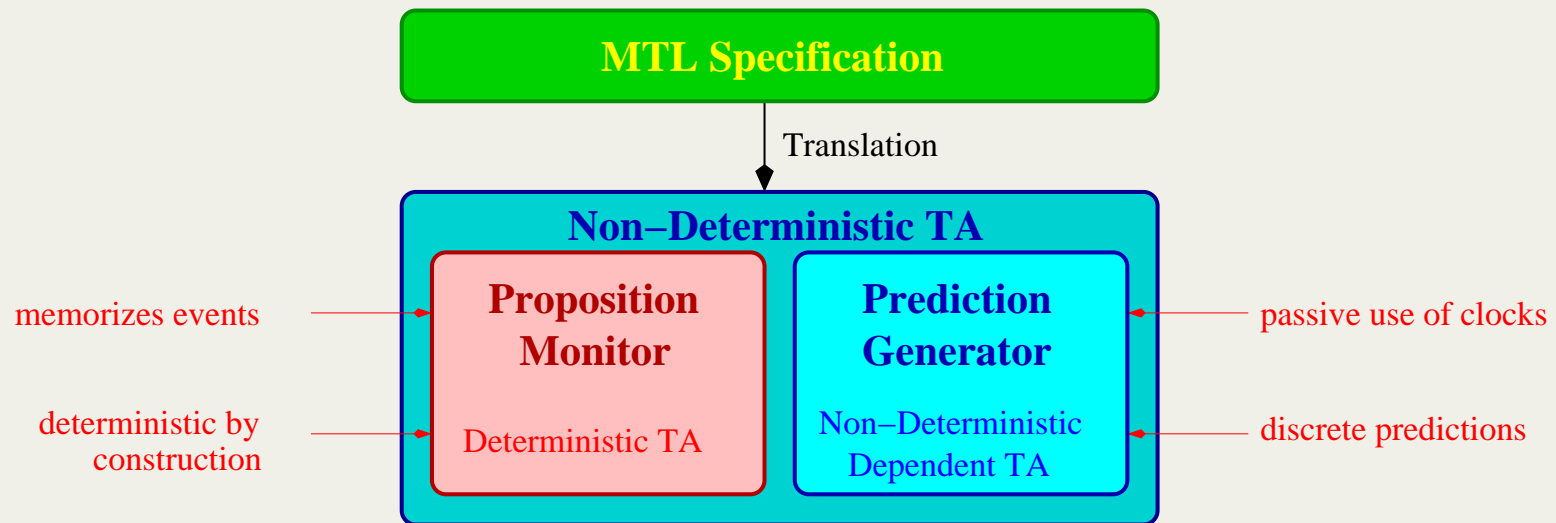 MTL Specification
Translation
Non−Deterministic TA
memorizes events
deterministic by
construction
Proposition
Monitor
Deterministic TA
Prediction
Generator
Non−Deterministic
Dependent TA
passive use of clocks
discrete predictions